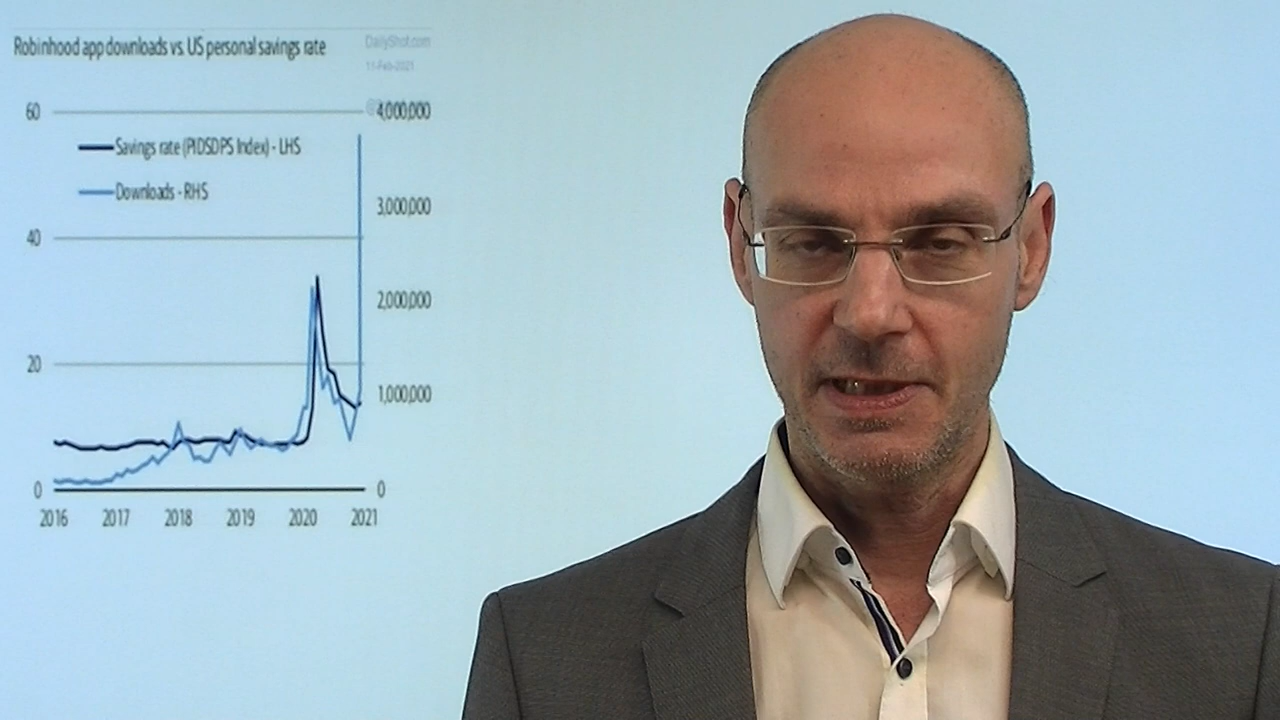 Robinhood app downloads vs. US personal savings rate
DailyShot.com
11-Feb-2021
60
@4,000,000
Savings rate (PIDSDPS Index) - LHS
3,000,000
Downloads - RHS
40
2,000,000
20
1,000,000
0
0
2016 2017 2018 2019 2020 2021